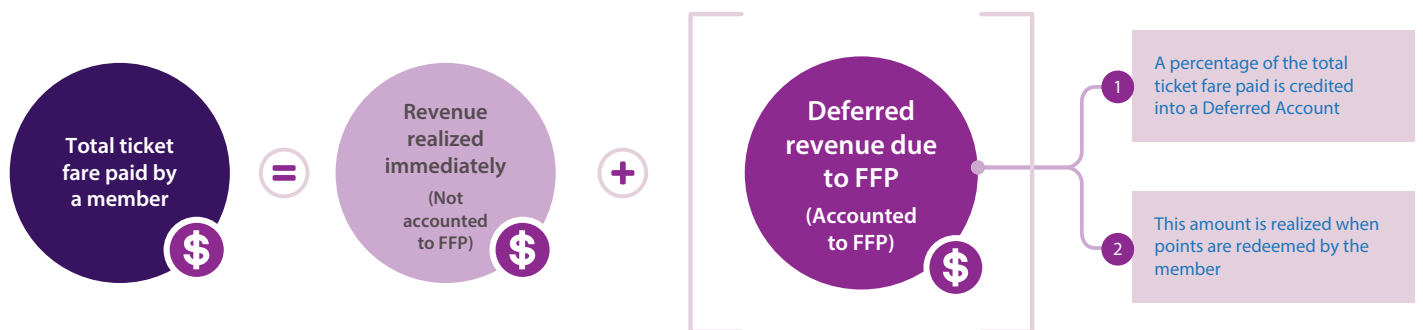 Total ticket
fare paid by
a member
$
=
Revenue
realized
immediately
(Not
accounted
to FFP)
$
+
Deferred
revenue due
to FFP
(Accounted
to FFP)
$
1
A percentage of the total
ticket fare paid is credited
into a Deferred Account
2
This amount is realized when
points are redeemed by the
member